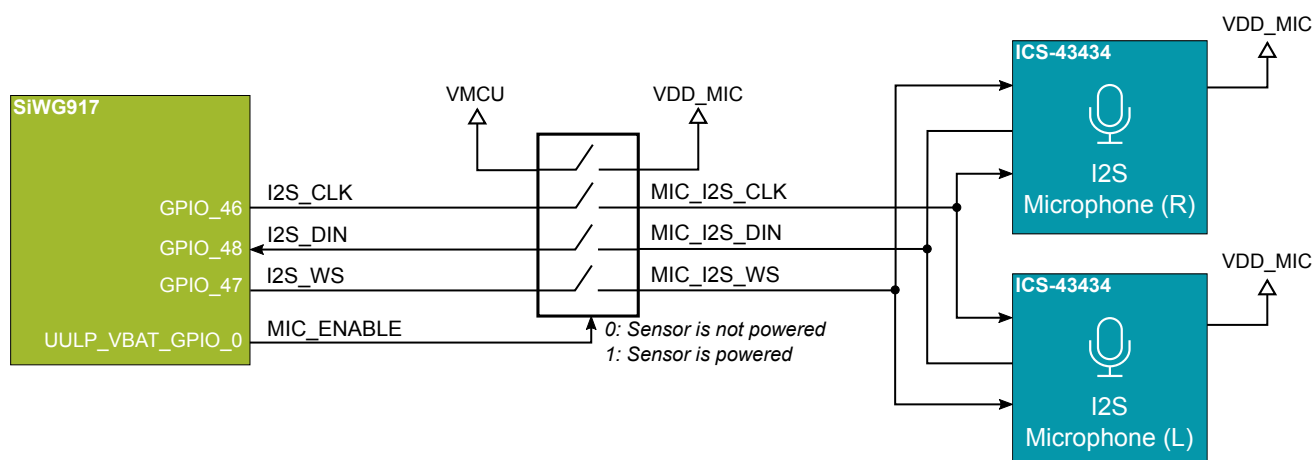 SiWG917
GPIO_46
GPIO_48
GPIO_47
UULP_VBAT_GPIO_0
I2S_CLK
I2S_DIN
I2S_WS
MIC_ENABLE
VMCU
VDD_MIC
MIC_I2S_CLK
MIC_I2S_DIN
MIC_I2S_WS
0: Sensor is not powered
1: Sensor is powered
ICS-43434
I2S
Microphone (R)
VDD_MIC
ICS-43434
I2S
Microphone (L)
VDD_MIC